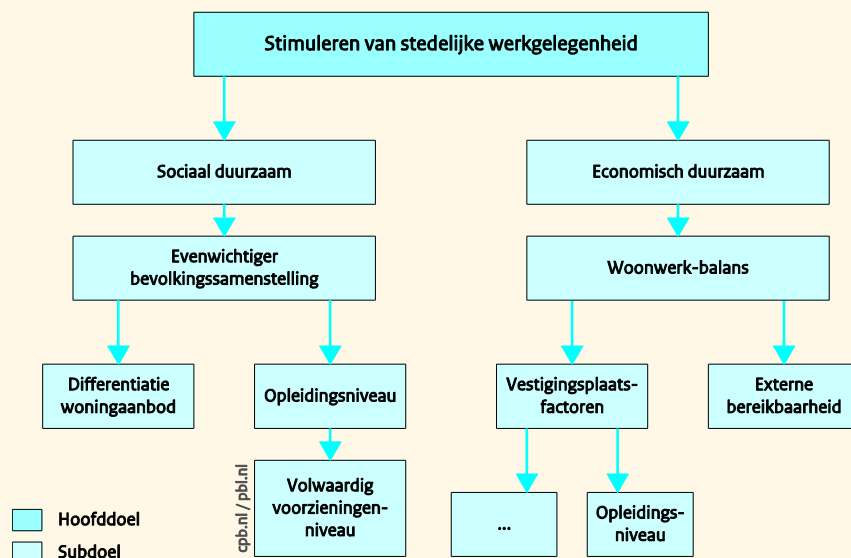 Stimuleren van stedelijke werkgelegenheid
Sociaal duurzaam
Economisch duurzaam
Evenwichtiger
bevolkingssamenstelling
Woonwerk-balans
Differentiatie
woningaanbod
Opleidingsniveau
Vestigingsplaats-
factoren
Externe
bereikbaarheid
Volwaardig
voorzieningen-
niveau
...
Opleidings-
niveau
cpb.nl / pbl.nl
Hoofddoel
Subdoel